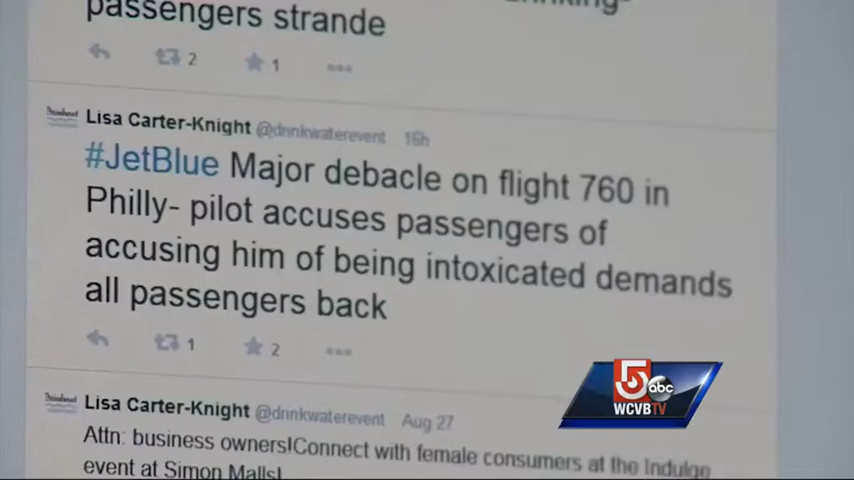 passengers strande
2 1
Lisa Carter-Knight @drinkwaterevent 16h
#JetBlue Major debacle on flight 760 in
Philly- pilot accuses passengers of
accusing him of being intoxicated demands
all passengers back
1 2
5 abc
WCVBTV
Lisa Carter-Knight @drinkwaterevent Aug 27
Attn: business owners!Connect with female consumers at the Indulge
event at Simon Malls!